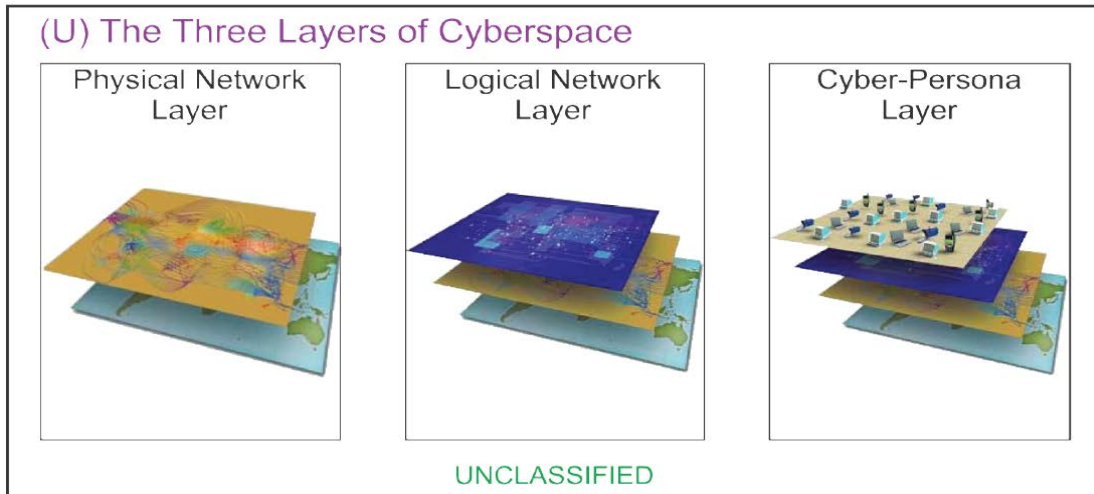 (U) The Three Layers of Cyberspace
Physical Network
Layer
Logical Network
Layer
Cyber-Persona
Layer
UNCLASSIFIED